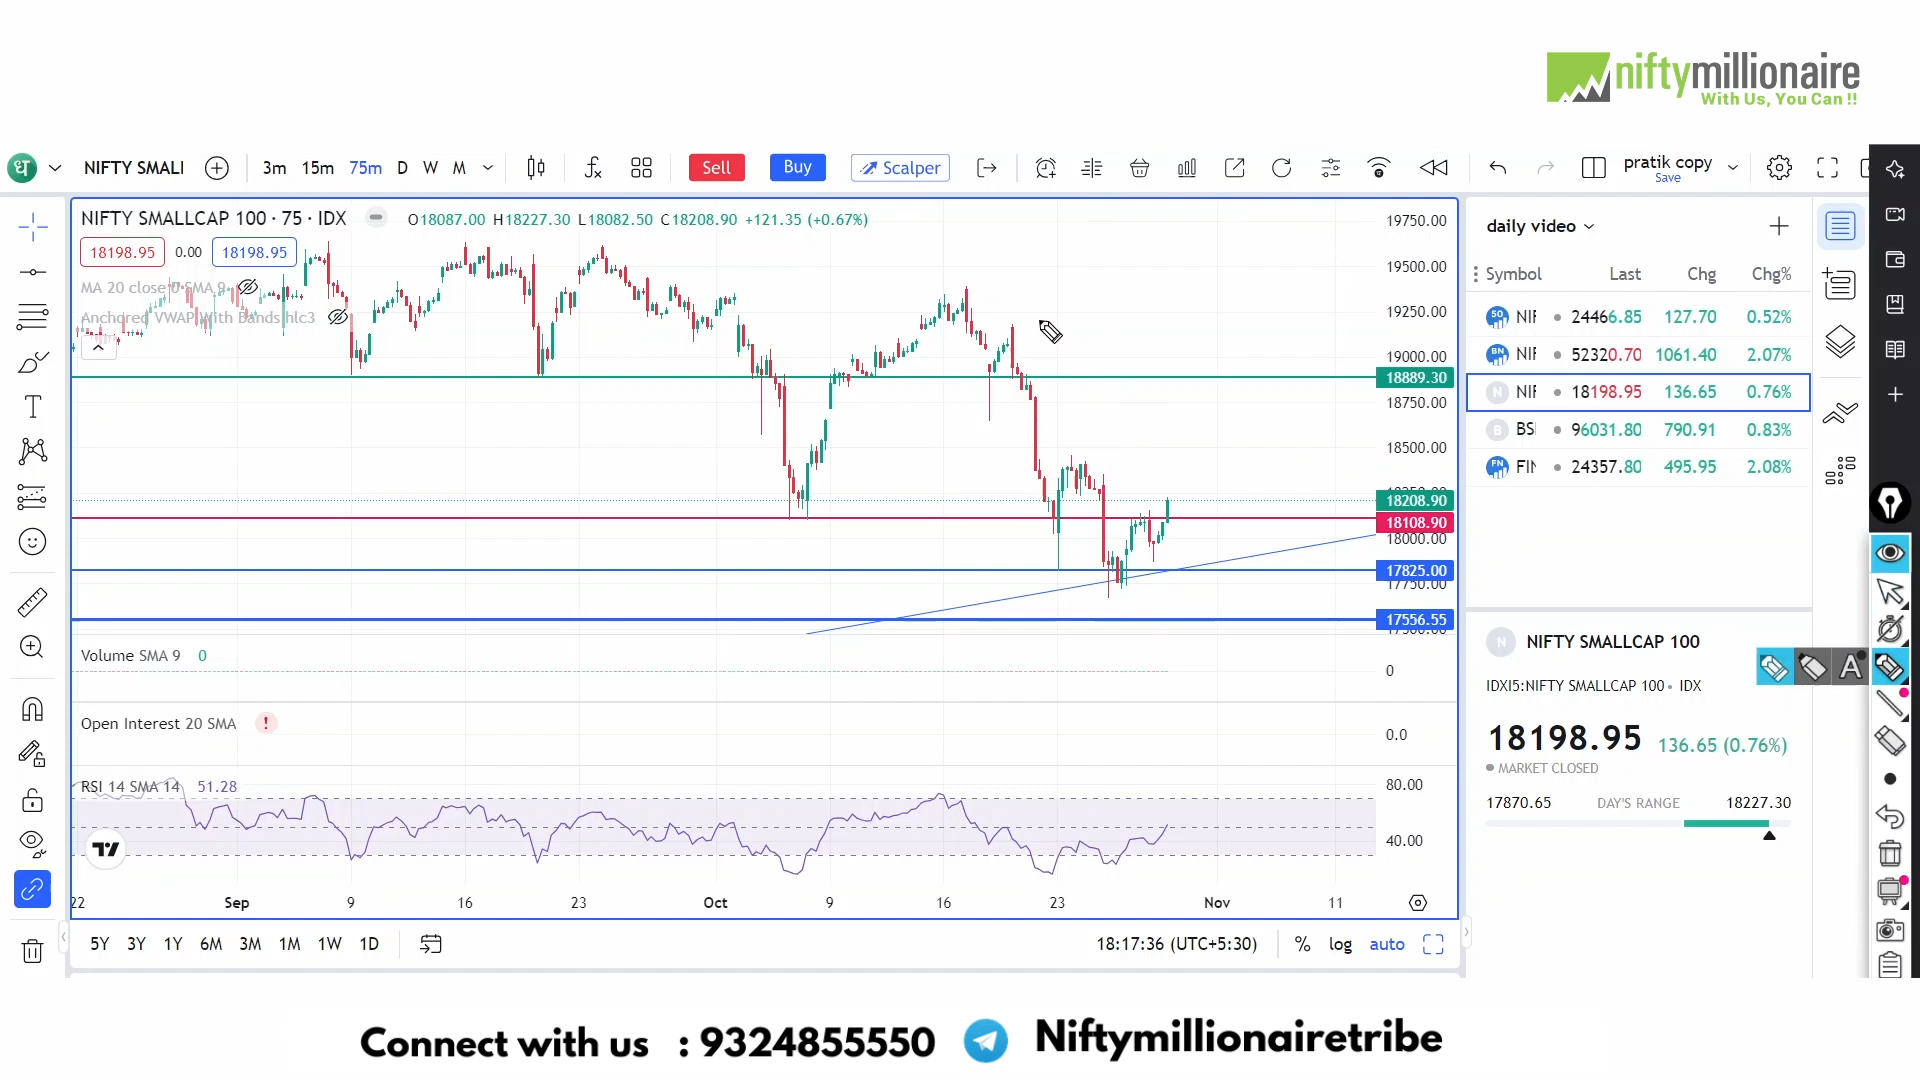 niftymillionaire
With Us, You Can !!
NIFTY SMALL
3m 15m 75m D W M
Sell Buy Scalper
pratik copy
Save
NIFTY SMALLCAP 100 · 75 · IDX
O18087.00 H18227.30 L18082.50 C18208.90 +121.35 (+0.67%)
18198.95 0.00 18198.95
MA 20 close 0 SMA 9
Anchored VWAP With Bands hlc3
19750.00
19500.00
19250.00
19000.00
18889.30
18750.00
18500.00
18208.90
18108.90
18000.00
17825.00
17750.00
17556.55
Volume SMA 9 0
0
Open Interest 20 SMA !
0.0
RSI 14 SMA 14 51.28
80.00
40.00
22 Sep 9 16 23 Oct 9 16 23 Nov 11
5Y 3Y 1Y 6M 3M 1M 1W 1D
18:17:36 (UTC+5:30) % log auto
daily video
Symbol Last Chg Chg%
50 NIF 24466.85 127.70 0.52%
BN NIF 52320.70 1061.40 2.07%
N NIF 18198.95 136.65 0.76%
B BSI 96031.80 790.91 0.83%
FN FIN 24357.80 495.95 2.08%
N NIFTY SMALLCAP 100
IDXI5:NIFTY SMALLCAP 100 • IDX
18198.95 136.65 (0.76%)
MARKET CLOSED
17870.65 DAY'S RANGE 18227.30
A
Connect with us : 9324855550 Niftymillionairetribe